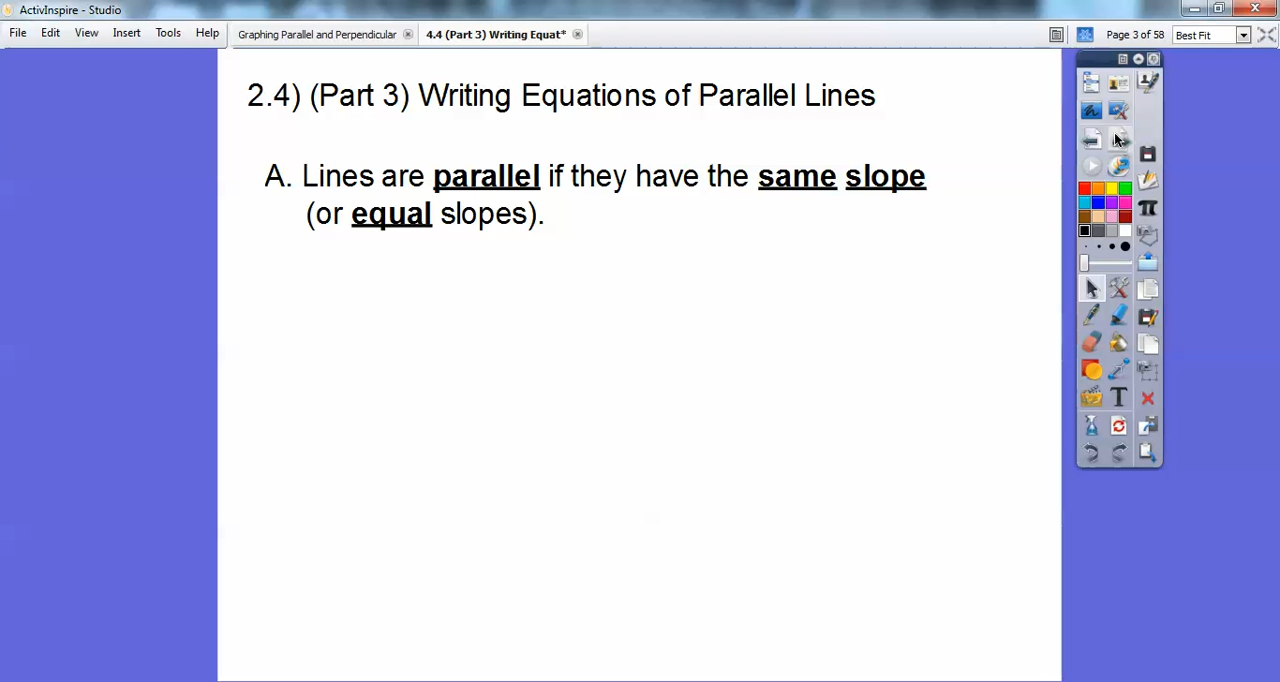 ActivInspire - Studio
File Edit View Insert Tools Help
Graphing Parallel and Perpendicular
4.4 (Part 3) Writing Equat*
Page 3 of 58
Best Fit
2.4) (Part 3) Writing Equations of Parallel Lines
A. Lines are parallel if they have the same slope
(or equal slopes).